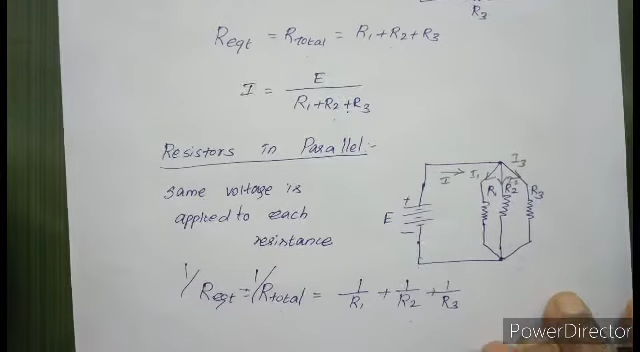 R3
Reqt = Rtotal = R1+R2+R3
I = E / R1+R2+R3
Resistors in Parallel:-
same voltage is
applied to each
resistance
E
+
−
I
I1
I2
I3
R1
R2
R3
1/Reqt = 1/Rtotal = 1/R1 + 1/R2 + 1/R3
PowerDirector